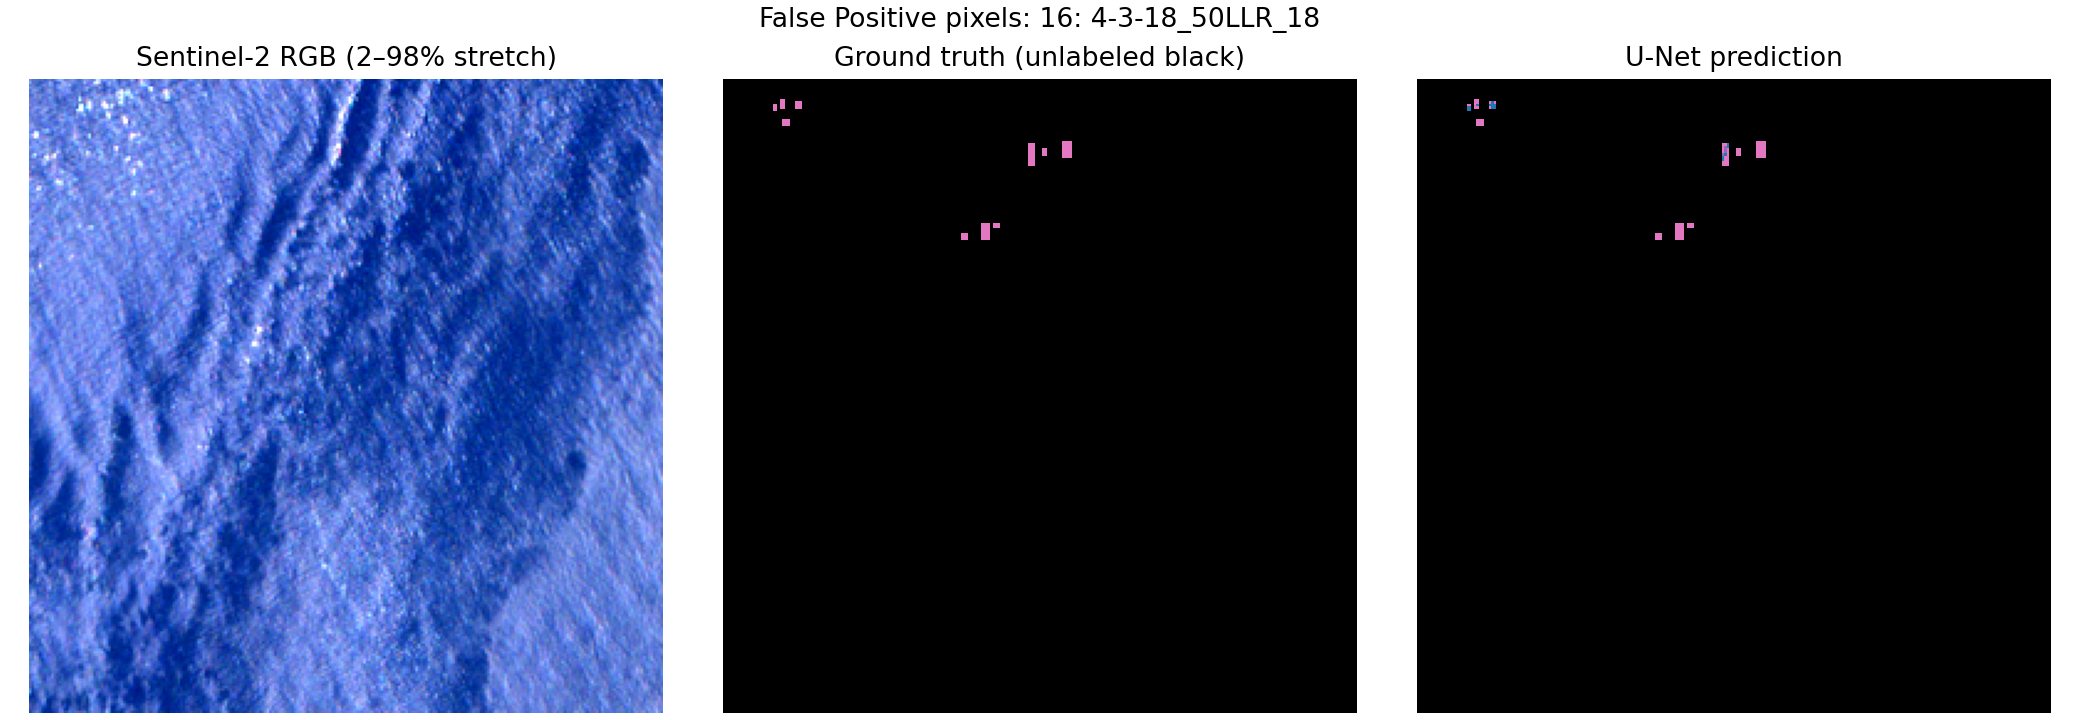 False Positive pixels: 16: 4-3-18_50LLR_18
Sentinel-2 RGB (2–98% stretch)
Ground truth (unlabeled black)
U-Net prediction